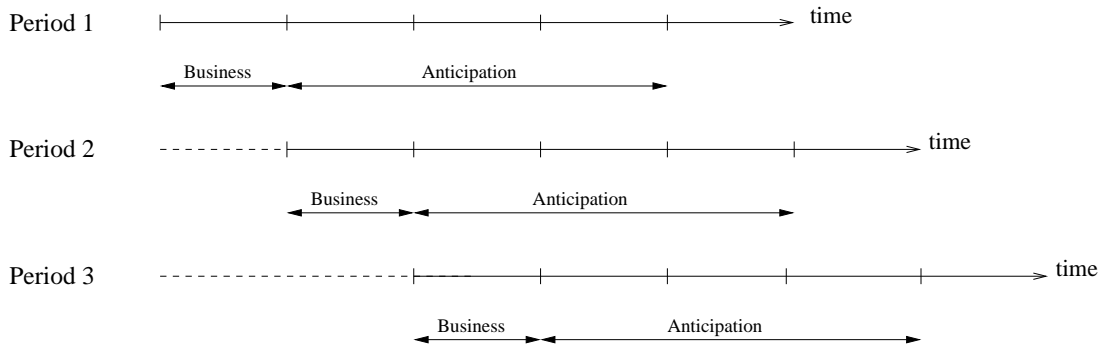 Period 1 time
Business Anticipation
Period 2 time
Business Anticipation
Period 3 time
Business Anticipation